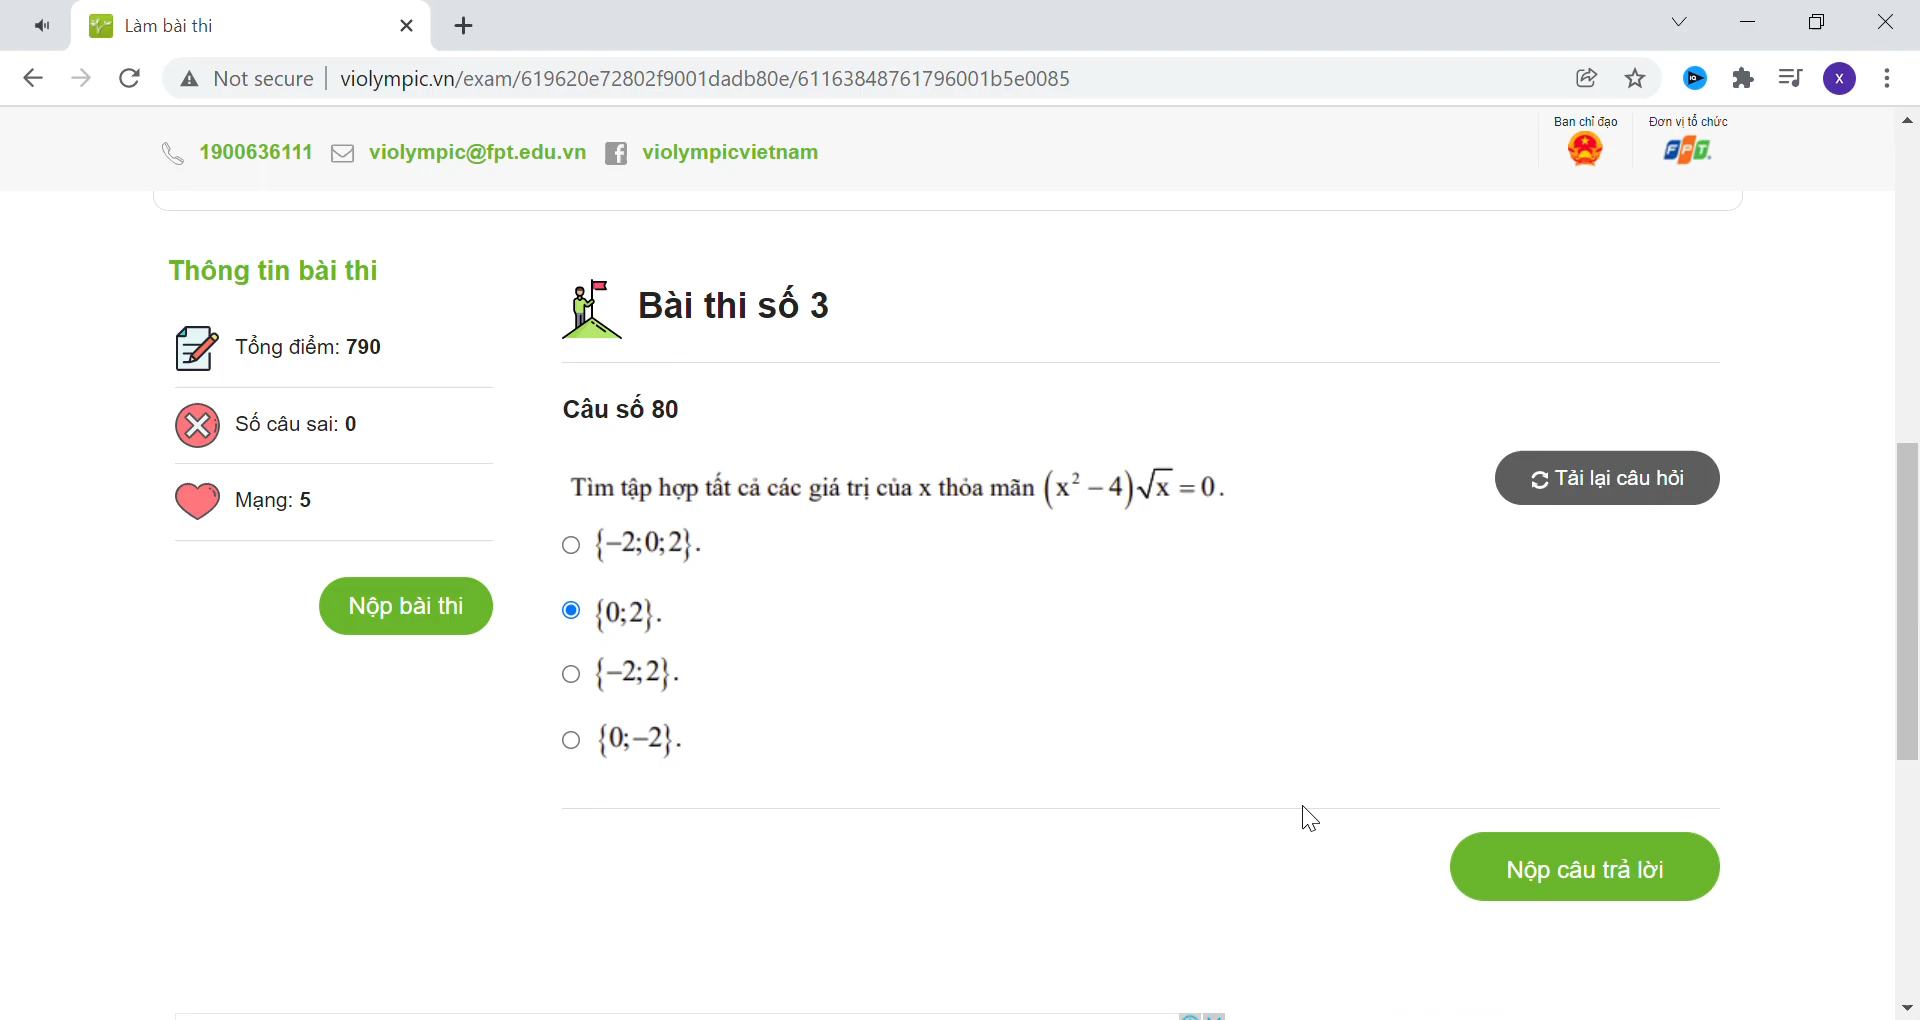 Làm bài thi
Not secure
violympic.vn/exam/619620e72802f9001dadb80e/61163848761796001b5e0085
x
1900636111
violympic@fpt.edu.vn
violympicvietnam
Ban chỉ đạo
Đơn vị tổ chức
FPT
Thông tin bài thi
Tổng điểm: 790
Số câu sai: 0
Mạng: 5
Nộp bài thi
Bài thi số 3
Câu số 80
Tìm tập hợp tất cả các giá trị của x thỏa mãn (x² − 4)√x = 0.
Tải lại câu hỏi
{−2;0;2}.
{0;2}.
{−2;2}.
{0;−2}.
Nộp câu trả lời